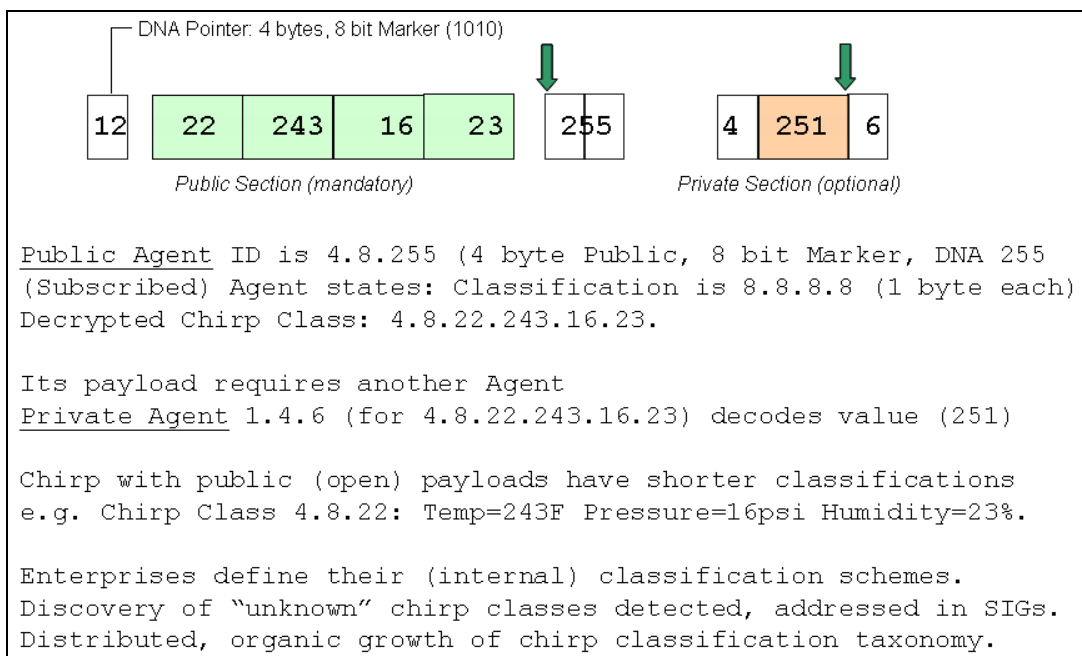 DNA Pointer: 4 bytes, 8 bit Marker (1010)
12 22 243 16 23 255 4 251 6
Public Section (mandatory) Private Section (optional)
Public Agent ID is 4.8.255 (4 byte Public, 8 bit Marker, DNA 255
(Subscribed) Agent states: Classification is 8.8.8.8 (1 byte each)
Decrypted Chirp Class: 4.8.22.243.16.23.
Its payload requires another Agent
Private Agent 1.4.6 (for 4.8.22.243.16.23) decodes value (251)
Chirp with public (open) payloads have shorter classifications
e.g. Chirp Class 4.8.22: Temp=243F Pressure=16psi Humidity=23%.
Enterprises define their (internal) classification schemes.
Discovery of “unknown” chirp classes detected, addressed in SIGs.
Distributed, organic growth of chirp classification taxonomy.